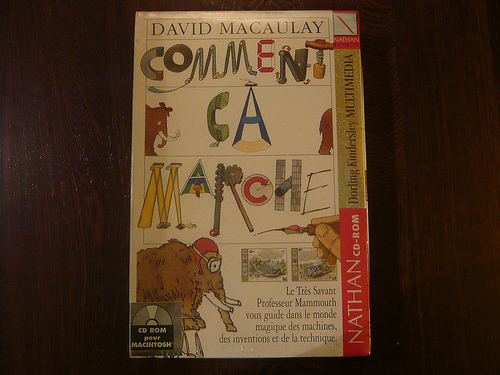 DAVID MACAULAY
COMMENT
ÇA
MARCHE
Le Très Savant
Professeur Mammouth
vous guide dans le monde
magique des machines,
des inventions et de la technique.
CD ROM
pour
MACINTOSH
NATHAN
Dorling Kindersley MULTIMEDIA
NATHAN CD-ROM